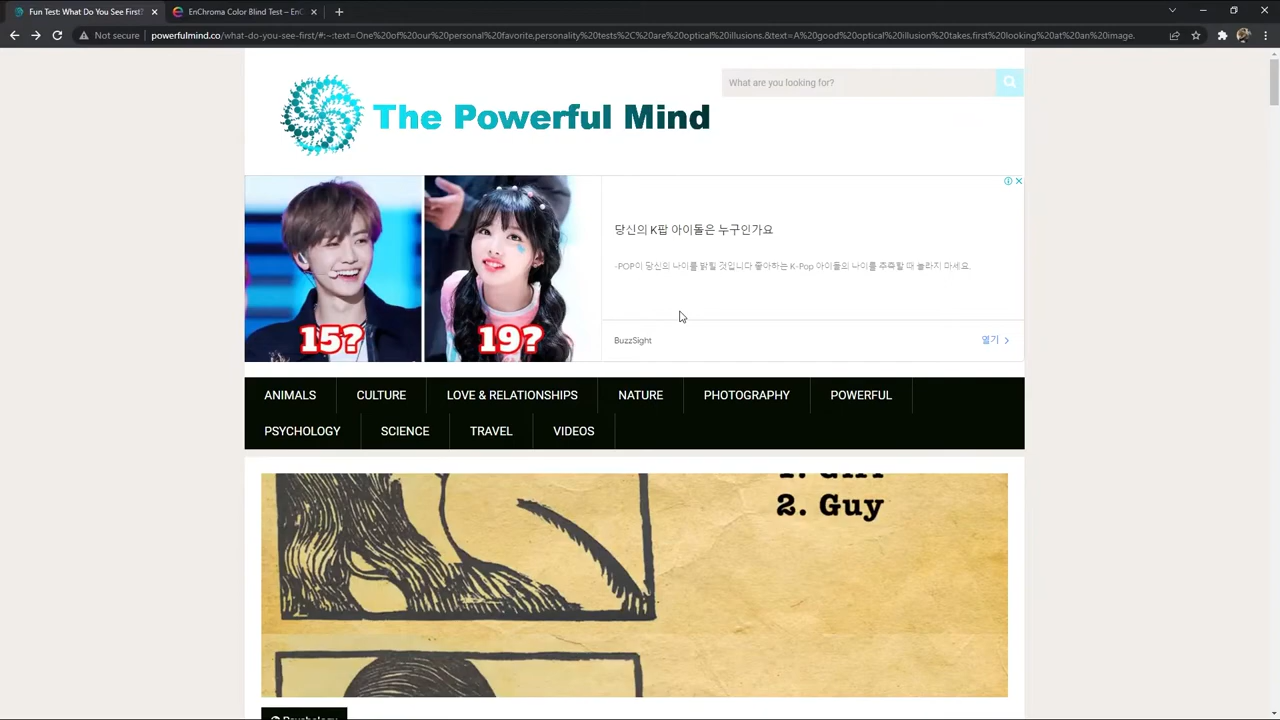 Fun Test: What Do You See First?
EnChroma Color Blind Test – EnC
Not secure
powerfulmind.co/what-do-you-see-first/#:~:text=One%20of%20our%20personal%20favorite,personality%20tests%2C%20are%20optical%20illusions.&text=A%20good%20optical%20illusion%20takes,first%20looking%20at%20an%20image.
What are you looking for?
The Powerful Mind
15?
19?
당신의 K팝 아이돌은 누구인가요
-POP이 당신의 나이를 밝힐 것입니다 좋아하는 K-Pop 아이돌의 나이를 추측할 때 놀라지 마세요.
BuzzSight
열기
ANIMALS
CULTURE
LOVE & RELATIONSHIPS
NATURE
PHOTOGRAPHY
POWERFUL
PSYCHOLOGY
SCIENCE
TRAVEL
VIDEOS
1. Girl
2. Guy
Psychology